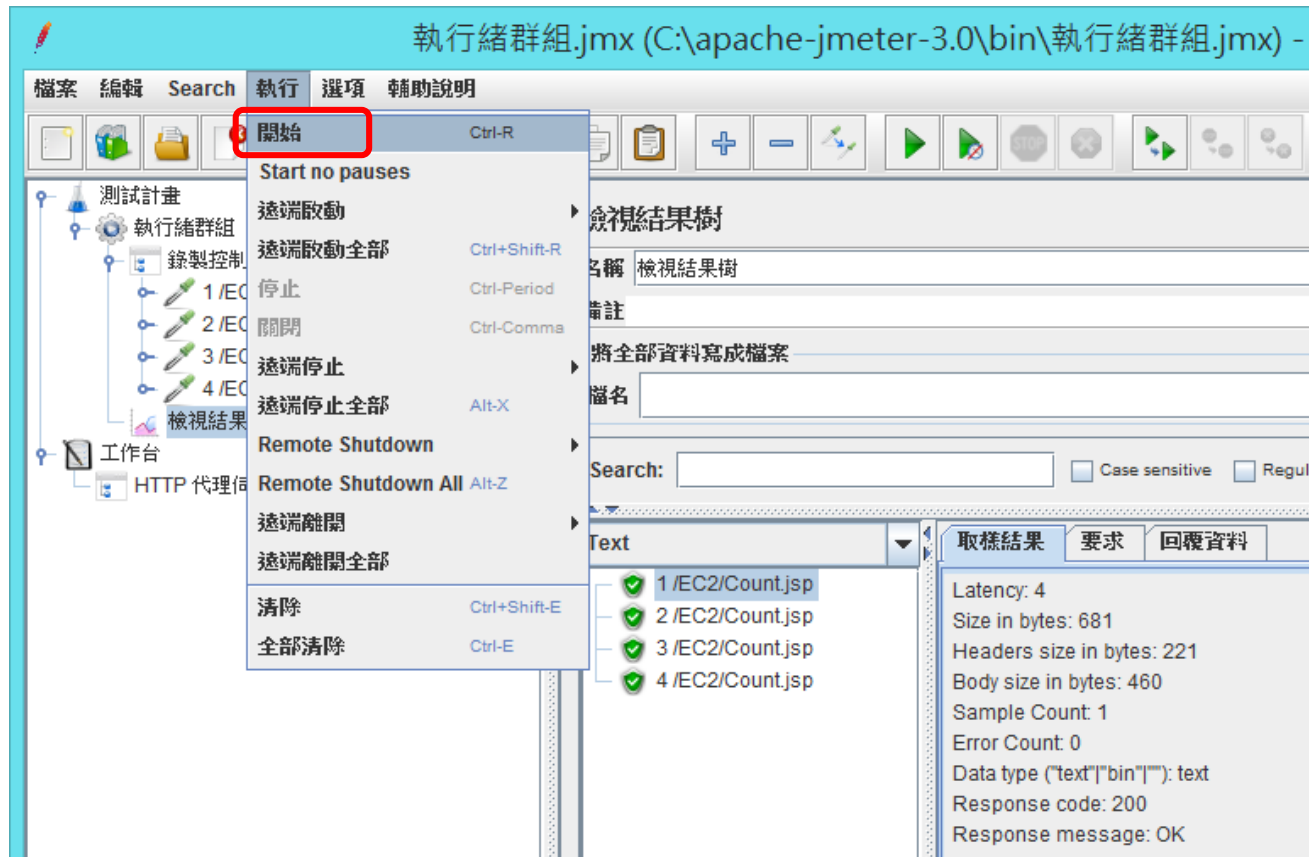 執行緒群組.jmx (C:\apache-jmeter-3.0\bin\執行緒群組.jmx) -
檔案 編輯 Search 執行 選項 輔助說明
開始 Ctrl-R
Start no pauses
遠端啟動
遠端啟動全部 Ctrl+Shift-R
停止 Ctrl-Period
關閉 Ctrl-Comma
遠端停止
遠端停止全部 Alt-X
Remote Shutdown
Remote Shutdown All Alt-Z
遠端離開
遠端離開全部
清除 Ctrl+Shift-E
全部清除 Ctrl-E
STOP
測試計畫
執行緒群組
錄製控制
1 /EC
2 /EC
3 /EC
4 /EC
檢視結果
工作台
HTTP 代理伺
檢視結果樹
名稱 檢視結果樹
備註
將全部資料寫成檔案
檔名
Search: Case sensitive Regul
Text
1 /EC2/Count.jsp
2 /EC2/Count.jsp
3 /EC2/Count.jsp
4 /EC2/Count.jsp
取樣結果 要求 回覆資料
Latency: 4
Size in bytes: 681
Headers size in bytes: 221
Body size in bytes: 460
Sample Count: 1
Error Count: 0
Data type ("text"|"bin"|""): text
Response code: 200
Response message: OK